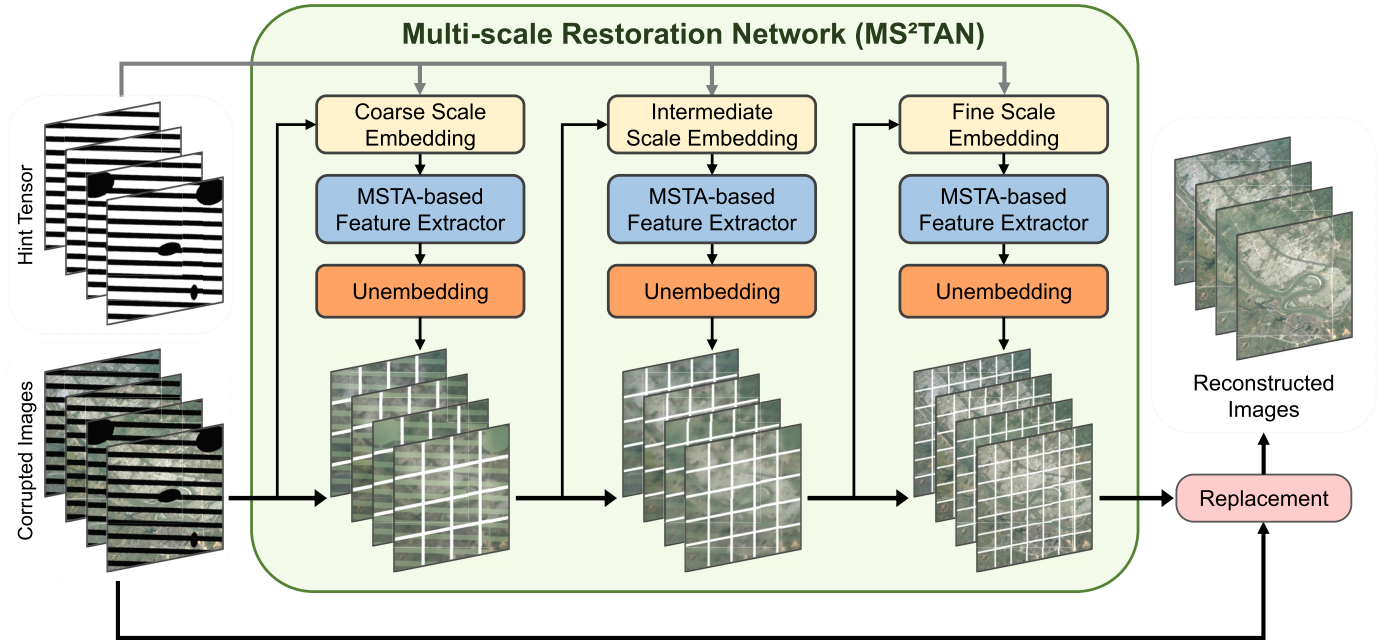 Multi-scale Restoration Network (MS²TAN)
Hint Tensor
Corrupted Images
Coarse Scale
Embedding
MSTA-based
Feature Extractor
Unembedding
Intermediate
Scale Embedding
MSTA-based
Feature Extractor
Unembedding
Fine Scale
Embedding
MSTA-based
Feature Extractor
Unembedding
Reconstructed
Images
Replacement